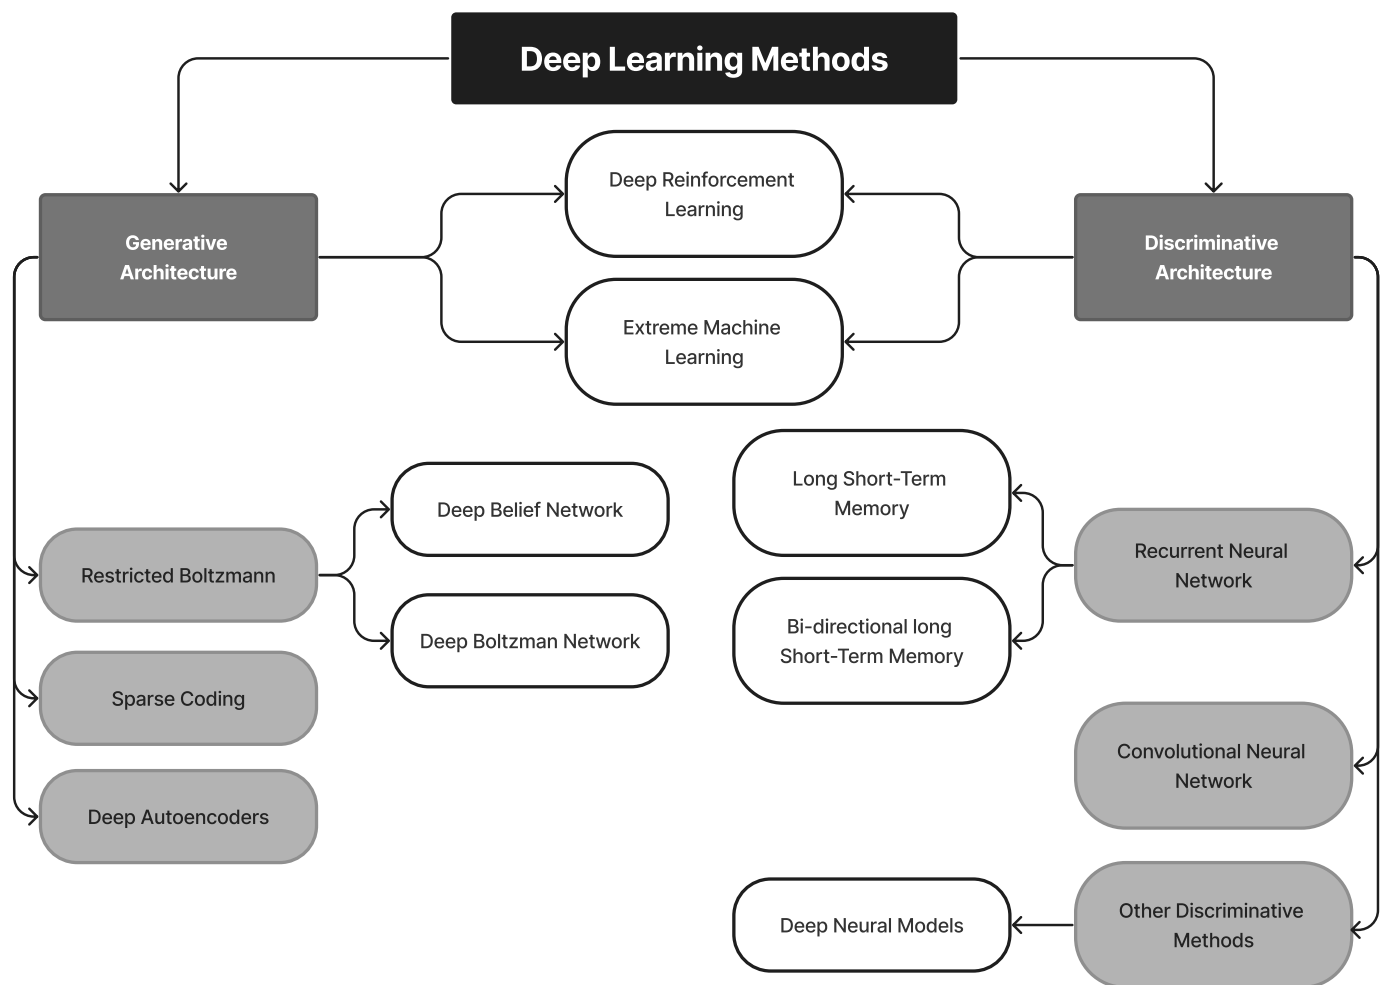 Deep Learning Methods
Deep Reinforcement
Learning
Generative
Architecture
Discriminative
Architecture
Extreme Machine
Learning
Long Short-Term
Memory
Deep Belief Network
Recurrent Neural
Network
Restricted Boltzmann
Deep Boltzman Network
Bi-directional long
Short-Term Memory
Sparse Coding
Convolutional Neural
Network
Deep Autoencoders
Deep Neural Models
Other Discriminative
Methods